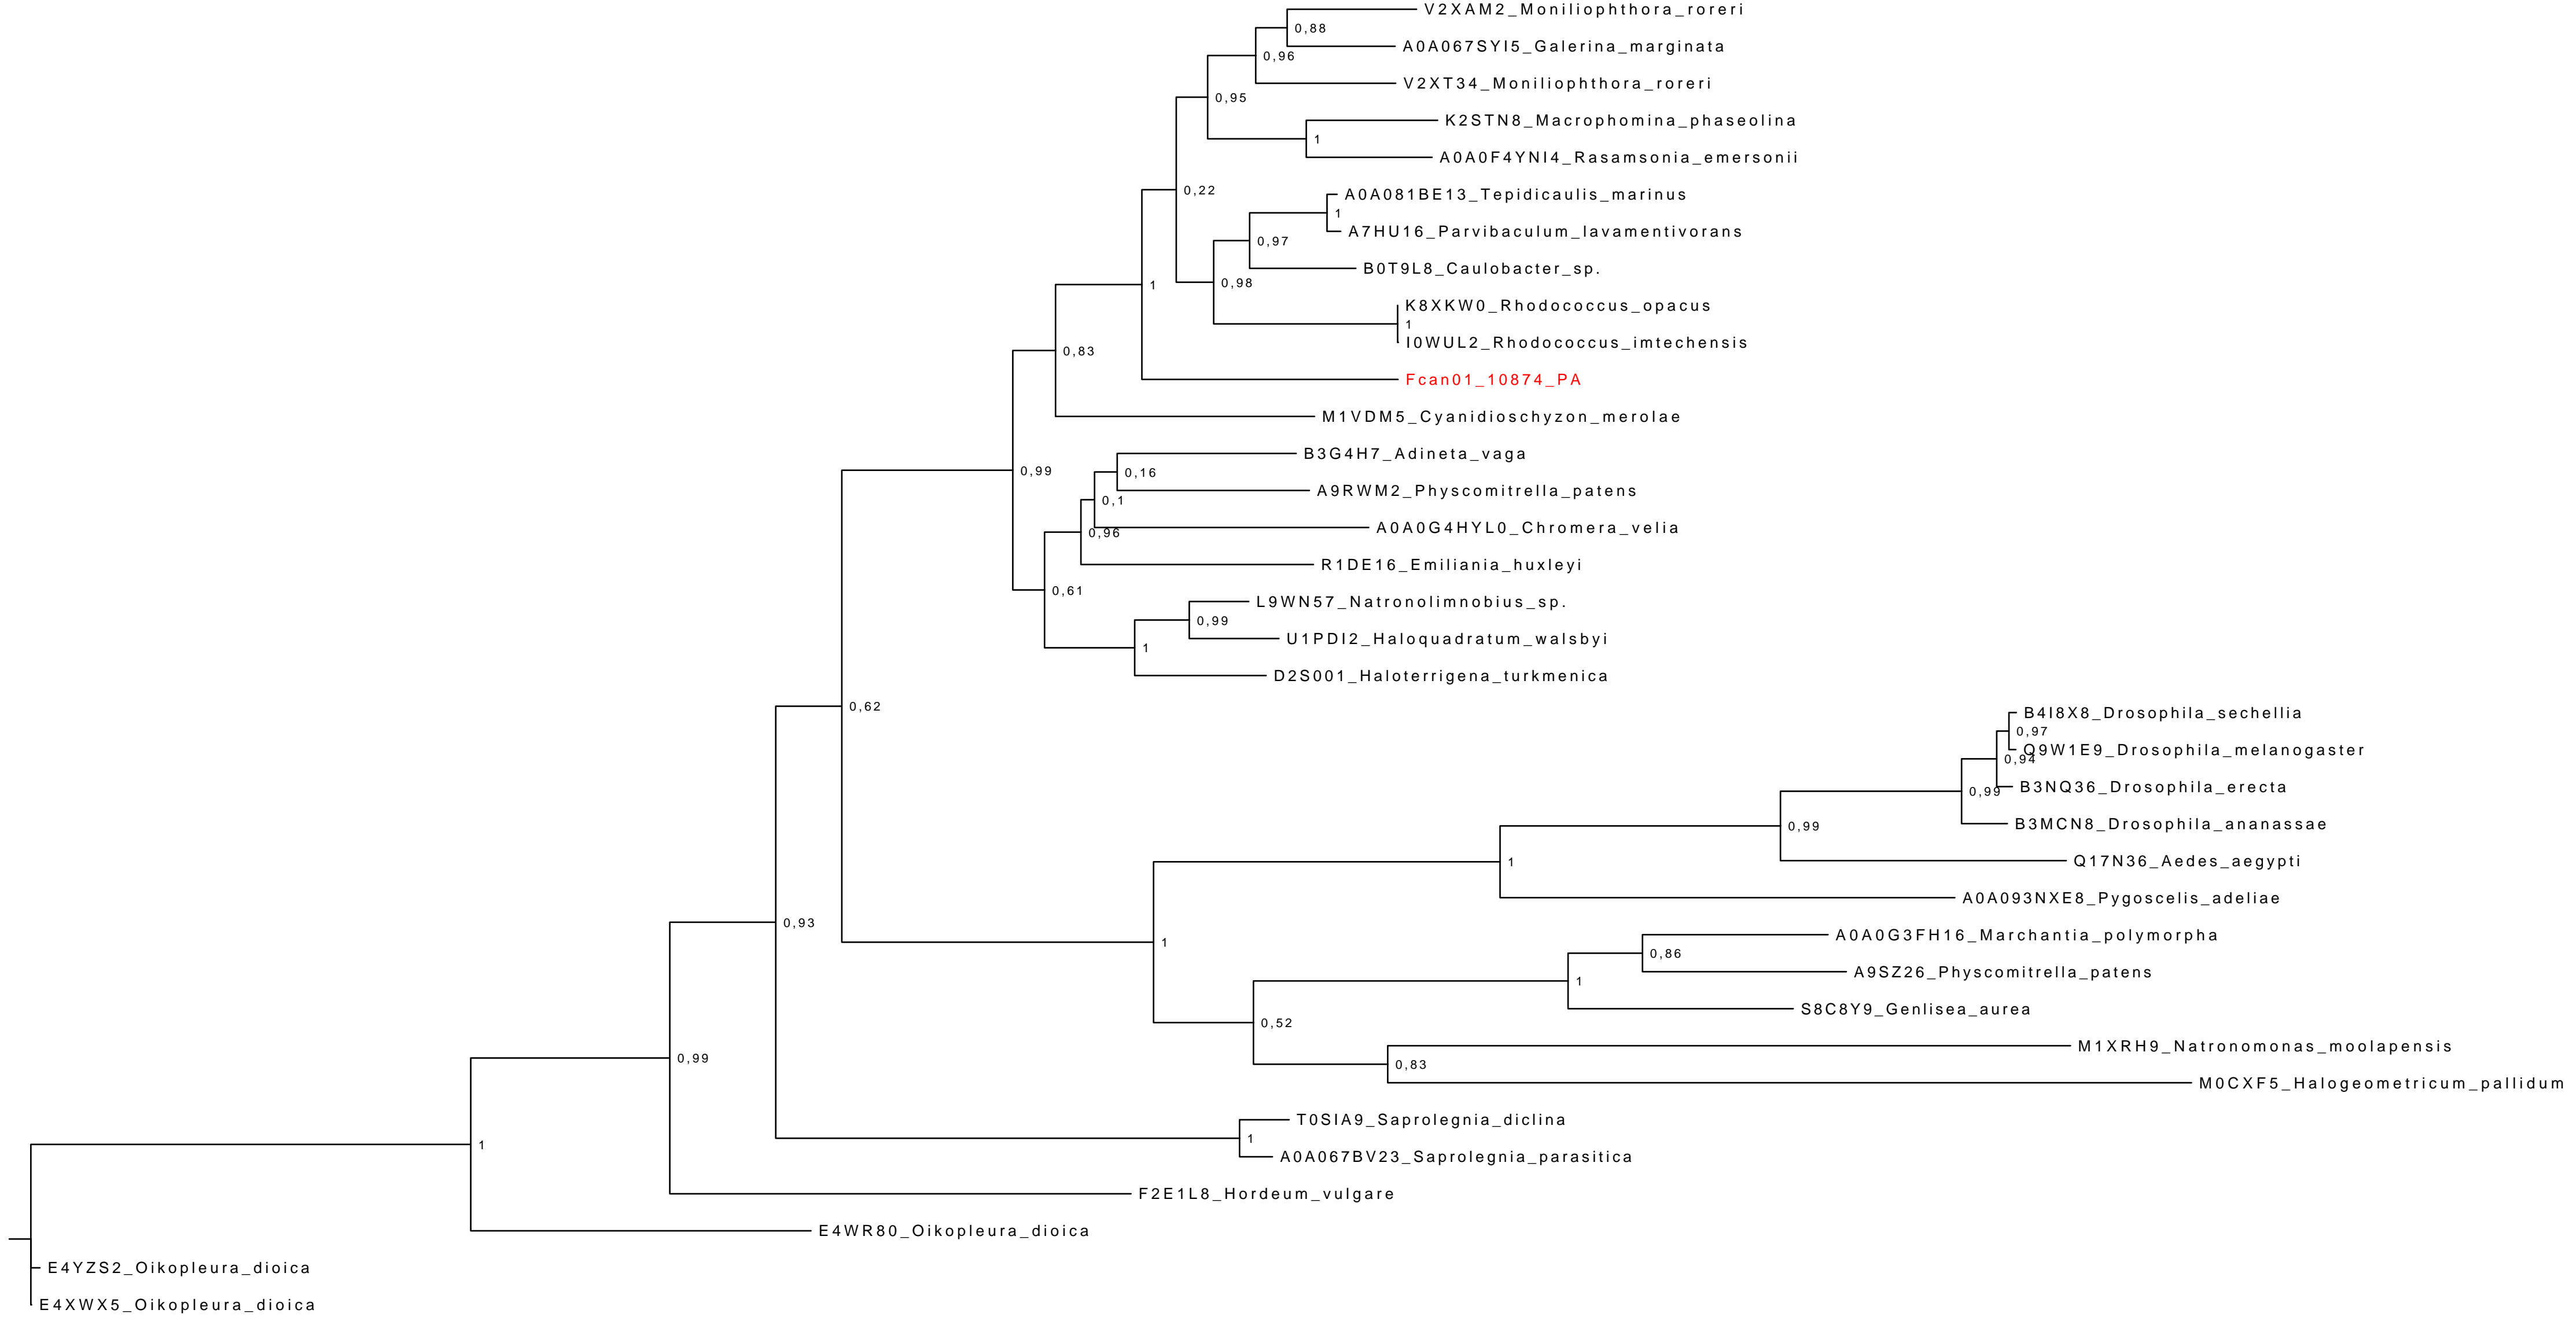 V2XAM2_Moniliophthora_roreri
0,88
A0A067SYI5_Galerina_marginata
0,96
V2XT34_Moniliophthora_roreri
0,95
K2STN8_Macrophomina_phaseolina
1
A0A0F4YNI4_Rasamsonia_emersonii
0,22
A0A081BE13_Tepidicaulis_marinus
1
A7HU16_Parvibaculum_lavamentivorans
0,97
B0T9L8_Caulobacter_sp.
0,98
K8XKW0_Rhodococcus_opacus
1
I0WUL2_Rhodococcus_imtechensis
1
Fcan01_10874_PA
0,83
M1VDM5_Cyanidioschyzon_merolae
0,99
B3G4H7_Adineta_vaga
0,16
A9RWM2_Physcomitrella_patens
0,1
A0A0G4HYL0_Chromera_velia
0,96
R1DE16_Emiliania_huxleyi
0,61
L9WN57_Natronolimnobius_sp.
0,99
U1PDI2_Haloquadratum_walsbyi
1
D2S001_Haloterrigena_turkmenica
0,62
B4I8X8_Drosophila_sechellia
0,97
Q9W1E9_Drosophila_melanogaster
0,94
B3NQ36_Drosophila_erecta
0,99
B3MCN8_Drosophila_ananassae
0,99
Q17N36_Aedes_aegypti
1
A0A093NXE8_Pygoscelis_adeliae
0,93
1
A0A0G3FH16_Marchantia_polymorpha
0,86
A9SZ26_Physcomitrella_patens
1
S8C8Y9_Genlisea_aurea
0,52
M1XRH9_Natronomonas_moolapensis
0,83
M0CXF5_Halogeometricum_pallidum
0,99
T0SIA9_Saprolegnia_diclina
1
A0A067BV23_Saprolegnia_parasitica
1
F2E1L8_Hordeum_vulgare
E4WR80_Oikopleura_dioica
E4YZS2_Oikopleura_dioica
E4XWX5_Oikopleura_dioica